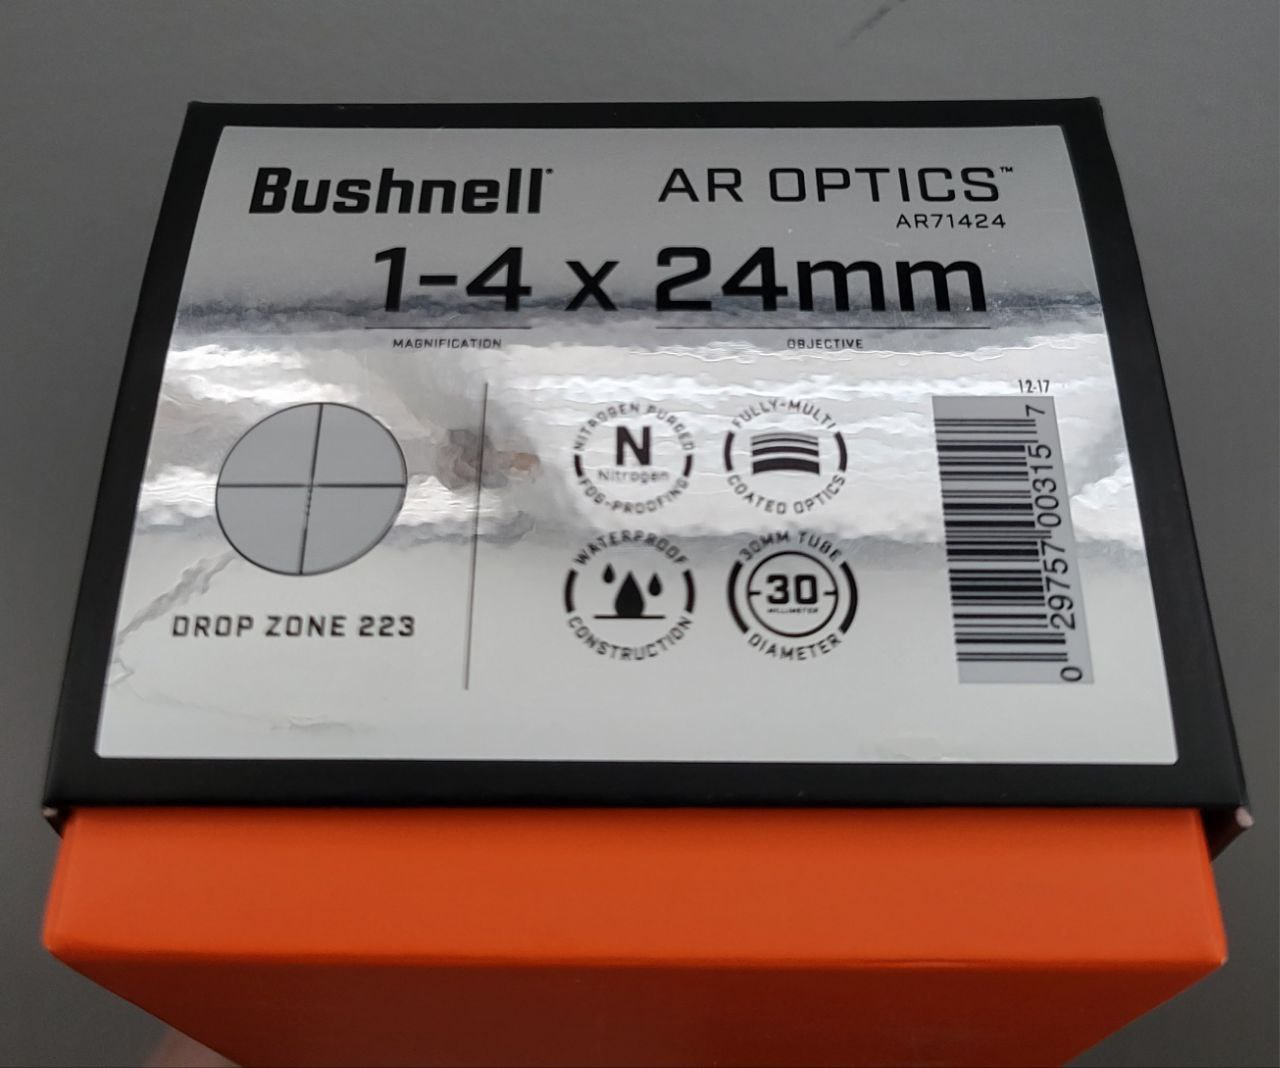 Bushnell®
AR OPTICS™
AR71424
1-4 x 24mm
MAGNIFICATION
OBJECTIVE
DROP ZONE 223
NITROGEN PURGED
N
Nitrogen
FOG-PROOFING
FULLY-MULTI
COATED OPTICS
WATERPROOF
CONSTRUCTION
30MM TUBE
30
MILLIMETER
DIAMETER
12-17
0 29757 00315 7